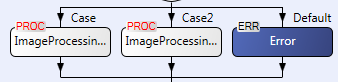 Case Case2 Default
PROC PROC ERR
ImageProcessin... ImageProcessin... Error